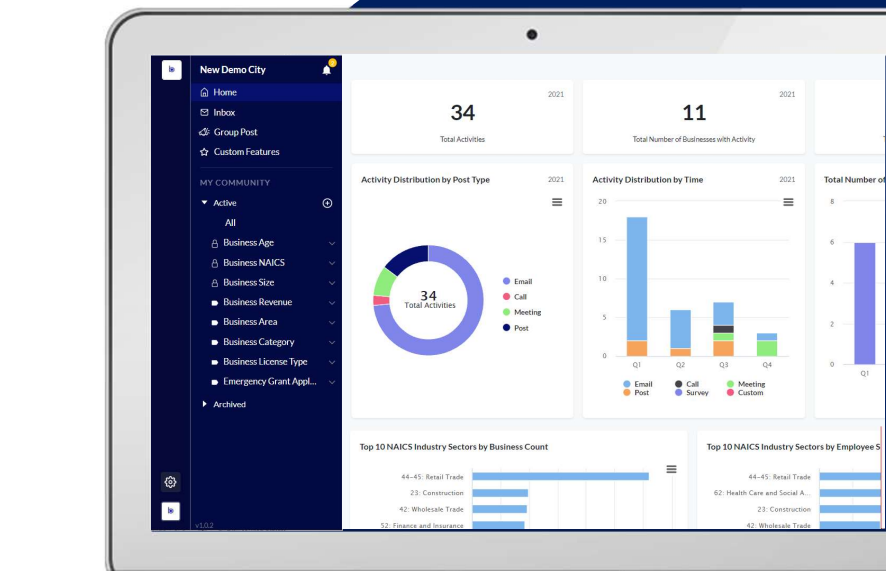 New Demo City
Home
Inbox
Group Post
Custom Features
MY COMMUNITY
Active
All
Business Age
Business NAICS
Business Size
Business Revenue
Business Area
Business Category
Business License Type
Emergency Grant Appl...
Archived
v1.0.2
2021
34
Total Activities
2021
11
Total Number of Businesses with Activity
Activity Distribution by Post Type
2021
34
Total Activities
Email
Call
Meeting
Post
Activity Distribution by Time
2021
20
15
10
5
0
Q1 Q2 Q3 Q4
Email Call Meeting
Post Survey Custom
Total Number of
8
6
4
2
0
Q1
Top 10 NAICS Industry Sectors by Business Count
44-45: Retail Trade
23: Construction
42: Wholesale Trade
52: Finance and Insurance
Top 10 NAICS Industry Sectors by Employee S
44-45: Retail Trade
62: Health Care and Social A...
23: Construction
42: Wholesale Trade